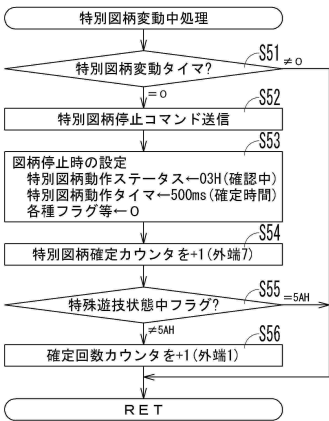 特別図柄変動中処理
S51
特別図柄変動タイマ?
≠0
=0
S52
特別図柄停止コマンド送信
S53
図柄停止時の設定
特別図柄動作ステータス←03H(確認中)
特別図柄動作タイマ←500ms(確定時間)
各種フラグ等←0
S54
特別図柄確定カウンタを+1(外端7)
S55
特殊遊技状態中フラグ?
=5AH
≠5AH
S56
確定回数カウンタを+1(外端1)
RET